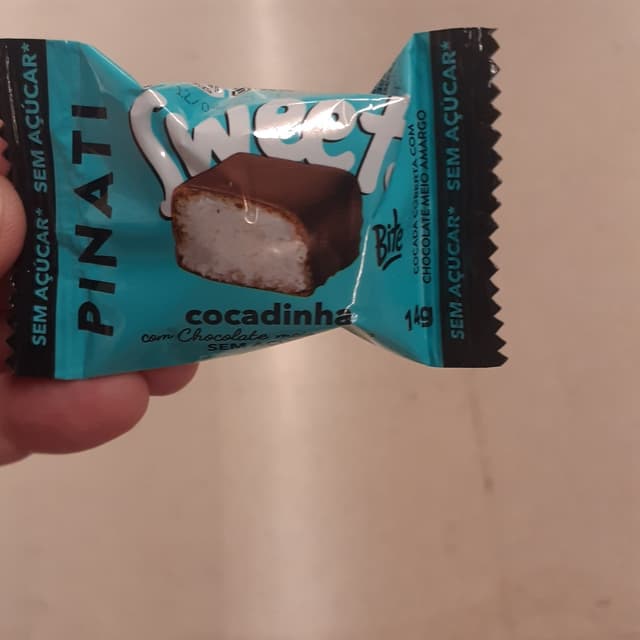 SEM AÇÚCAR* SEM AÇÚCAR*
PINATI
Sweet
Bite
COCADA COBERTA COM
CHOCOLATE MEIO AMARGO
cocadinha
com Chocolate
SEM
14g
SEM AÇÚCAR* SEM AÇÚCAR*